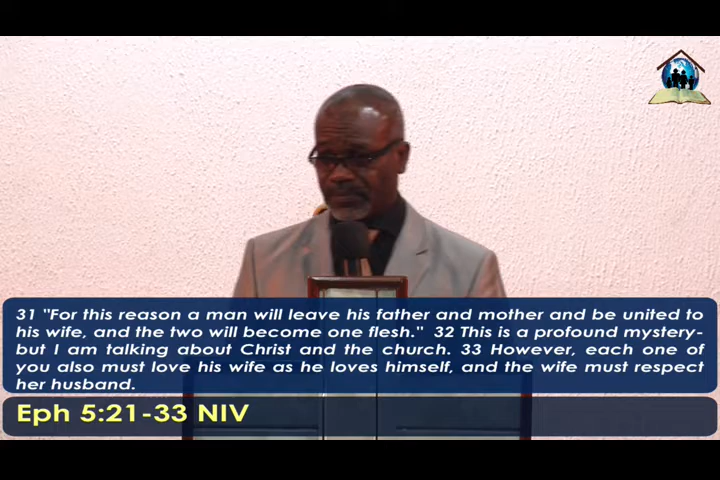 31 "For this reason a man will leave his father and mother and be united to
his wife, and the two will become one flesh." 32 This is a profound mystery-
but I am talking about Christ and the church. 33 However, each one of
you also must love his wife as he loves himself, and the wife must respect
her husband.
Eph 5:21-33 NIV